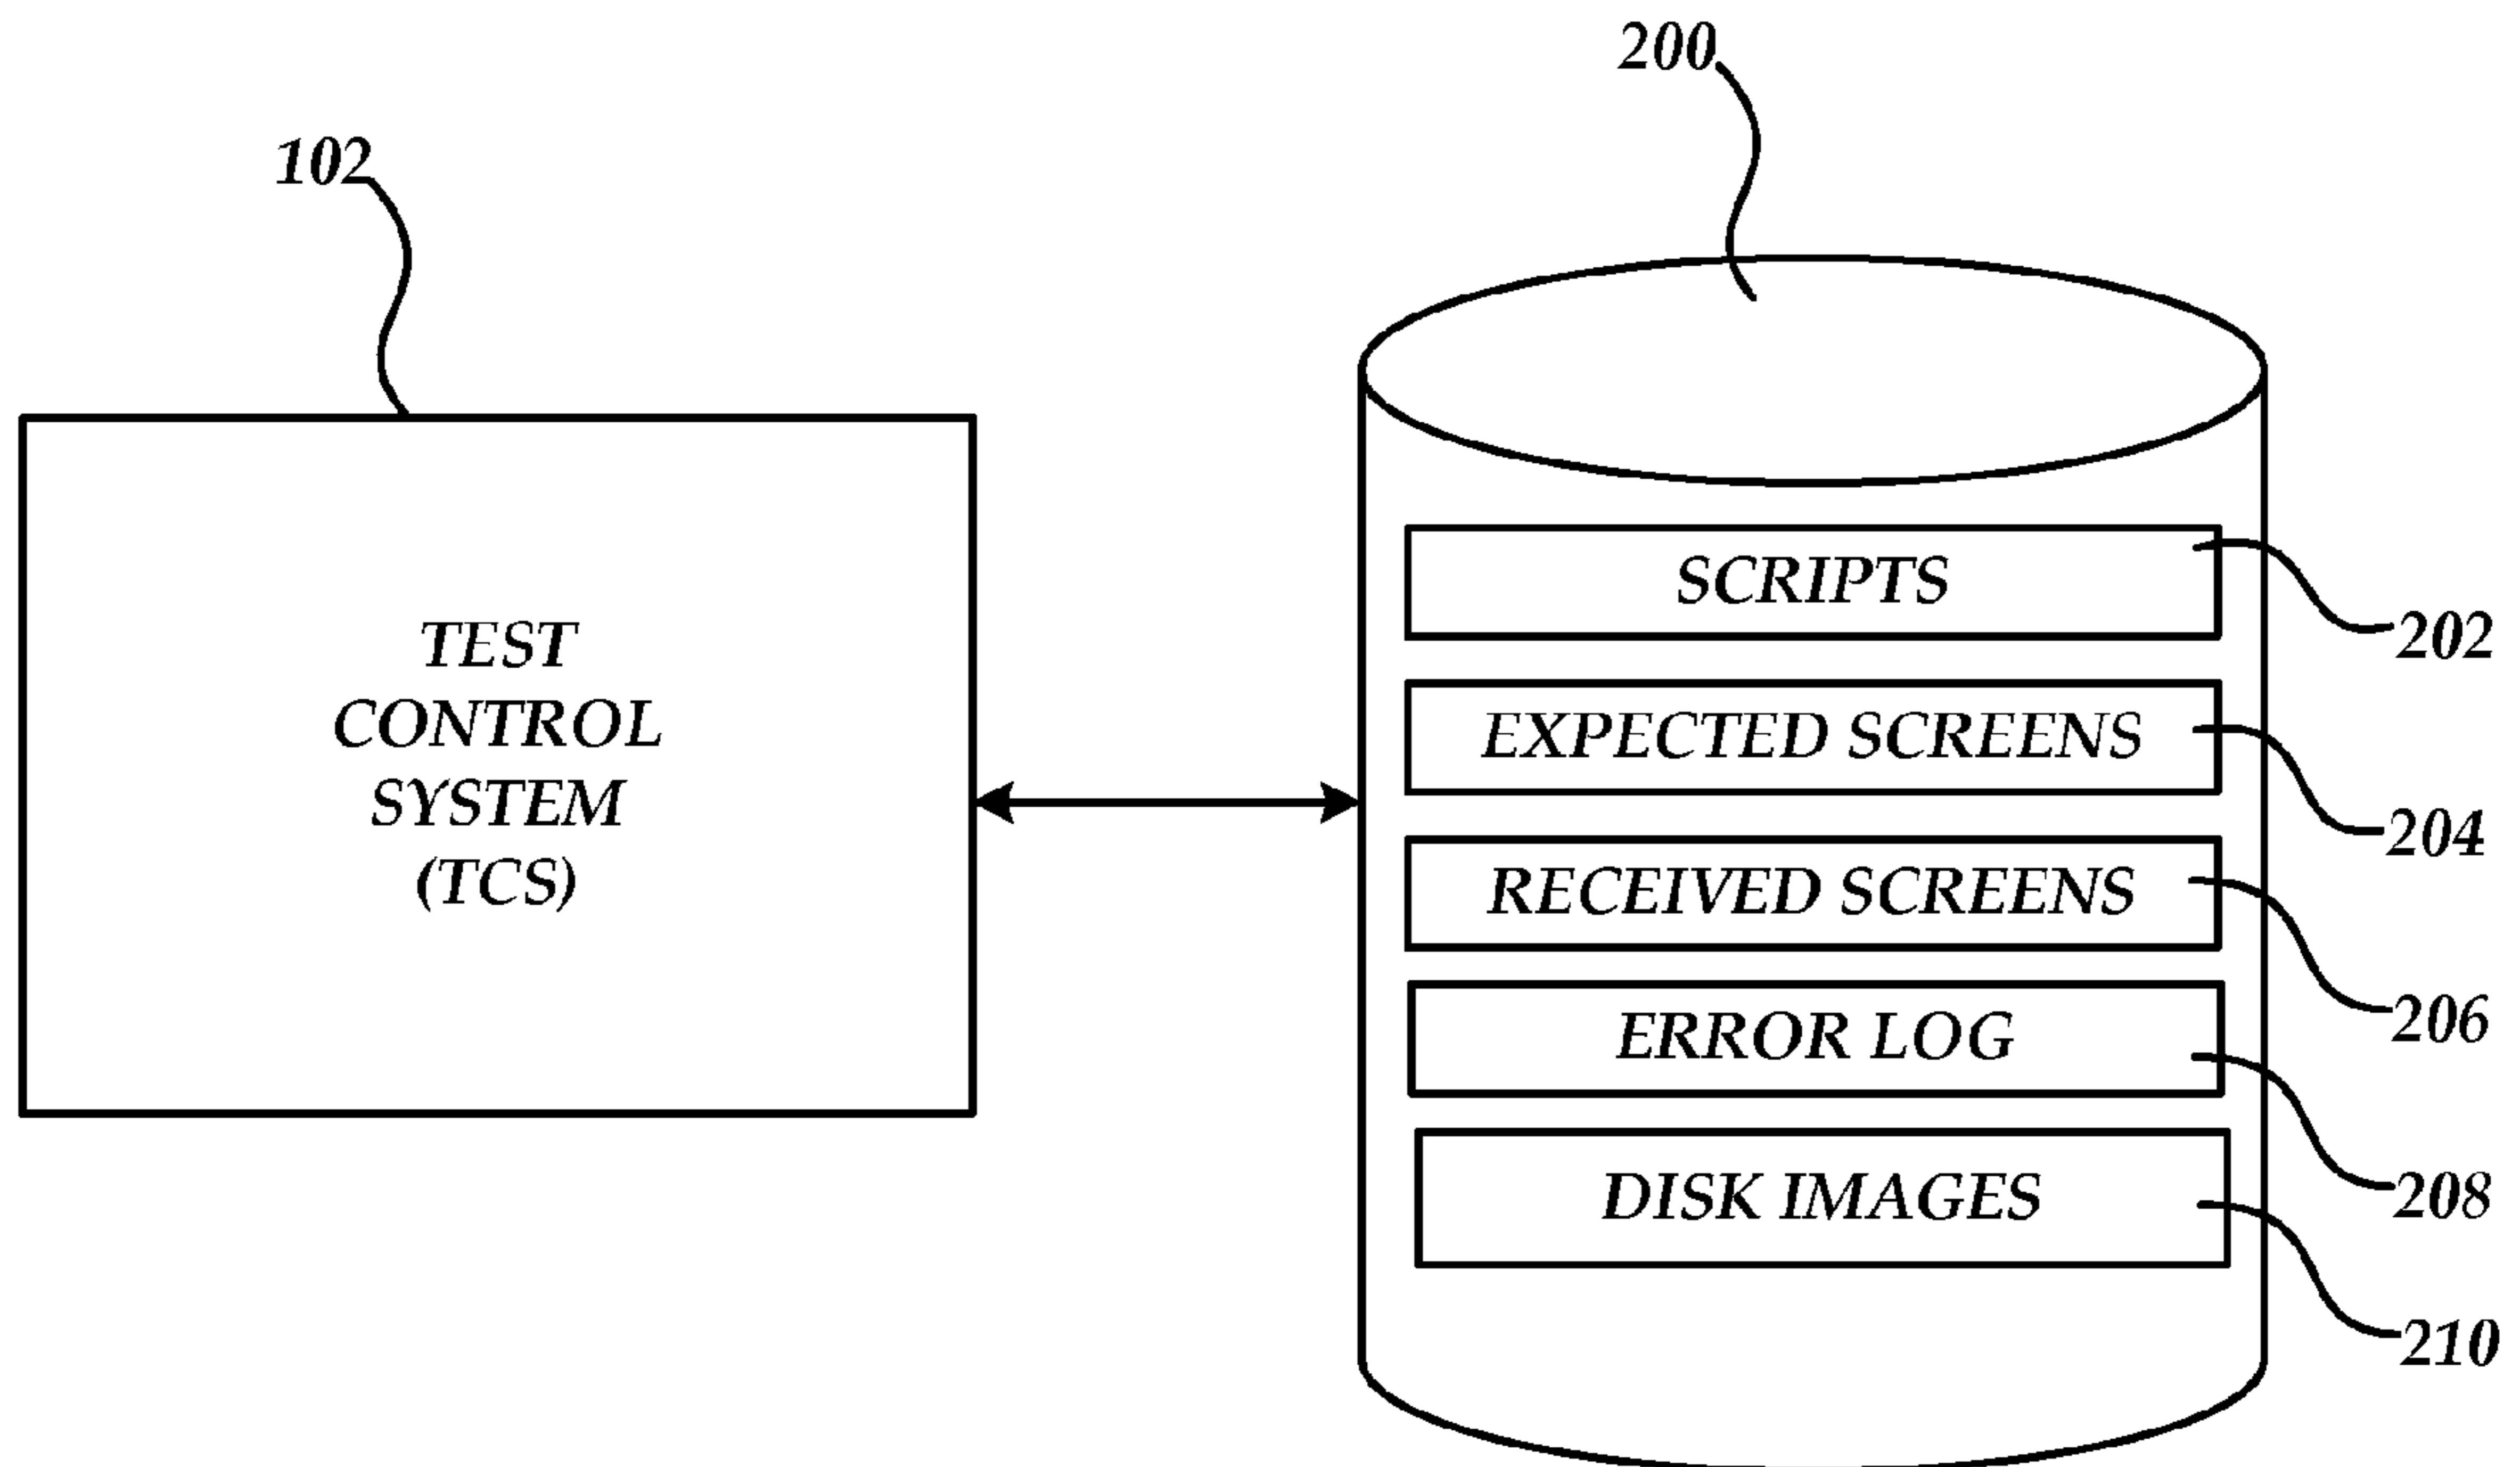 200
102
TEST
CONTROL
SYSTEM
(TCS)
SCRIPTS
202
EXPECTED SCREENS
204
RECEIVED SCREENS
206
ERROR LOG
208
DISK IMAGES
210